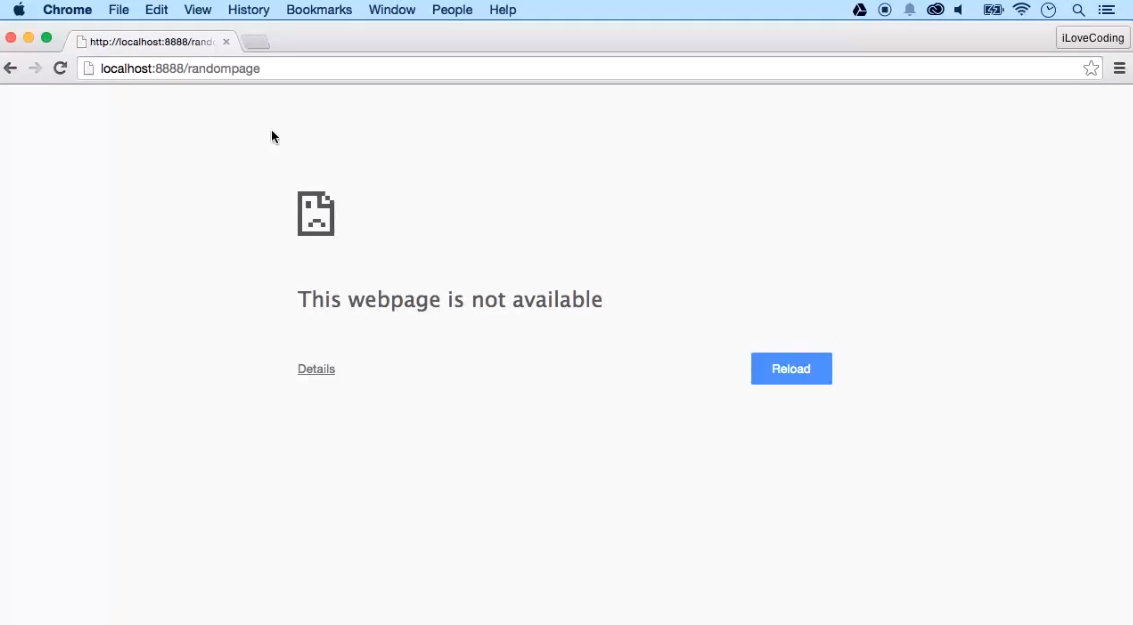 Chrome File Edit View History Bookmarks Window People Help
http://localhost:8888/rand
iLoveCoding
localhost:8888/randompage
This webpage is not available
Details
Reload